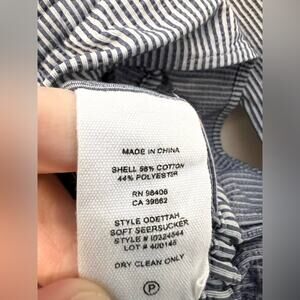 MADE IN CHINA
SHELL 56% COTTON
44% POLYESTER
RN 98406
CA 39862
STYLE ODETTAH
SOFT SEERSUCKER
STYLE # I0324544
LOT # 400145
DRY CLEAN ONLY
P